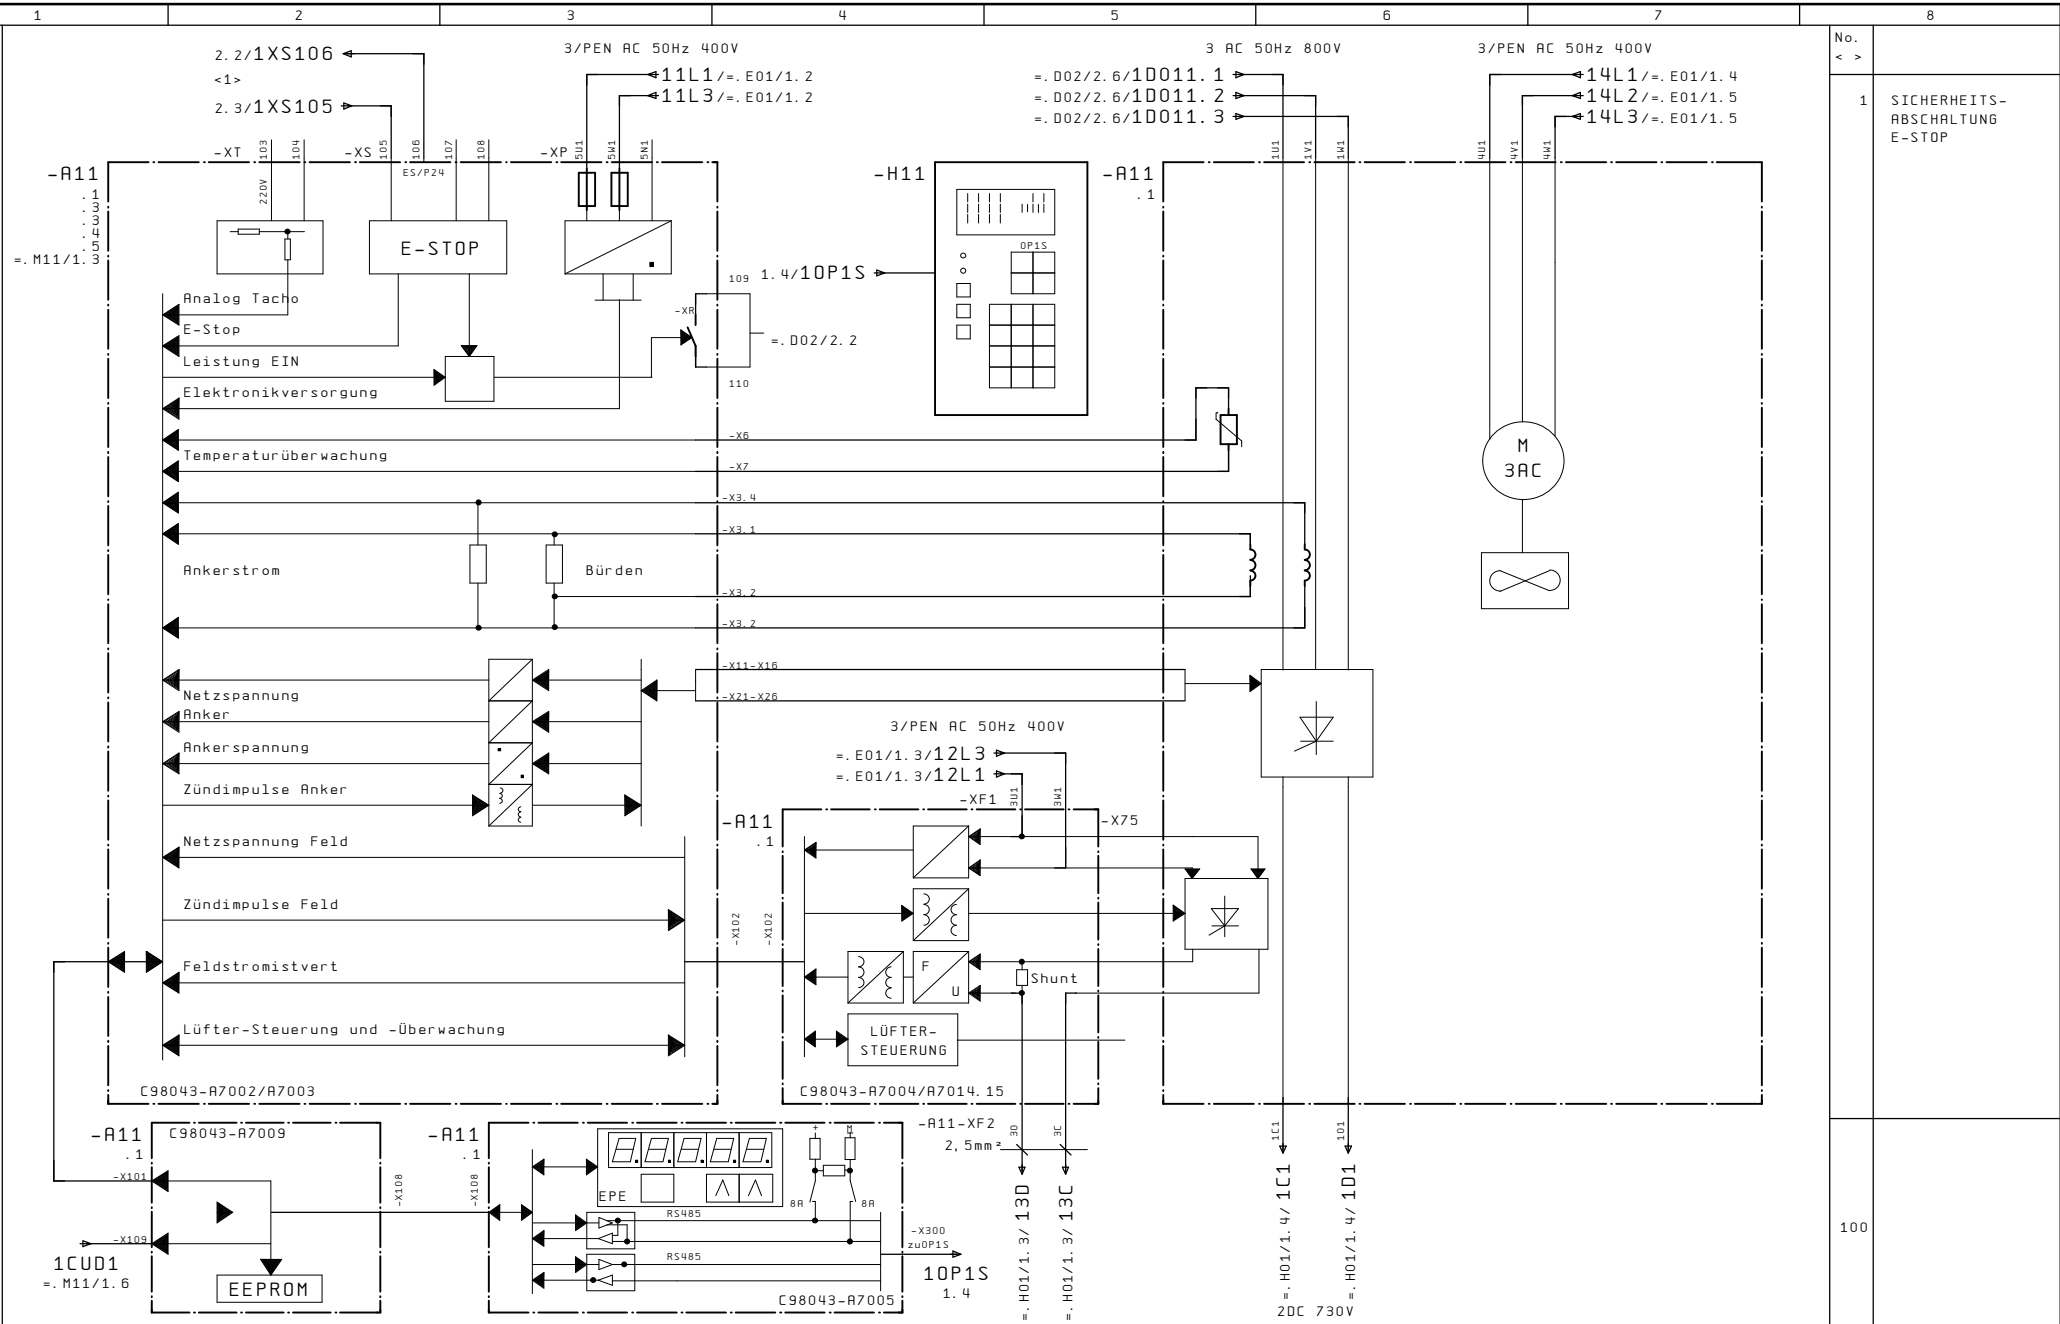 1 2 3 4 5 6 7 8
No.
< >
1 SICHERHEITS-
ABSCHALTUNG
E-STOP
100
2.2/1XS106
<1>
2.3/1XS105
3/PEN AC 50Hz 400V
11L1/=.E01/1.2
11L3/=.E01/1.2
3 AC 50Hz 800V
=.D02/2.6/1D011.1
=.D02/2.6/1D011.2
=.D02/2.6/1D011.3
3/PEN AC 50Hz 400V
14L1/=.E01/1.4
14L2/=.E01/1.5
14L3/=.E01/1.5
-XT 103 104 -XS 105 106 107 108 -XP 5U1 5W1 5N1
1U1 1V1 1W1 4U1 4V1 4W1
-A11
.1
.3
.3
.4
.5
=.M11/1.3
220V
ES/P24
E-STOP
-H11
-A11
.1
OP1S
1.4/10P1S
109
-XR
=.D02/2.2
110
Analog Tacho
E-Stop
Leistung EIN
Elektronikversorgung
-X6
Temperaturüberwachung
-X7
-X3.4
-X3.1
Ankerstrom
Bürden
-X3.2
-X3.2
M
3AC
-X11-X16
-X21-X26
Netzspannung
Anker
Ankerspannung
Zündimpulse Anker
3/PEN AC 50Hz 400V
=.E01/1.3/12L3
=.E01/1.3/12L1
-XF1 3U1 3W1
-A11
.1
-X75
Netzspannung Feld
Zündimpulse Feld
-X102
-X102
Feldstromistvert
F
U
Shunt
Lüfter-Steuerung und -Überwachung
LÜFTER-
STEUERUNG
C98043-A7002/A7003
C98043-A7004/A7014.15
-A11
.1
C98043-A7009
-X101
-X109
1CUD1
=.M11/1.6
EEPROM
-X108
-X108
-A11
.1
8.8.8.8.8.
EPE
+ M
8A 8A
RS485
RS485
-X300
zuOP1S
10P1S
1.4
C98043-A7005
-A11-XF2
2,5mm²
3D 3C
=.H01/1.3/ 13D
=.H01/1.3/ 13C
1C1 1D1
=.H01/1.4/ 1C1
=.H01/1.4/ 1D1
2DC 730V